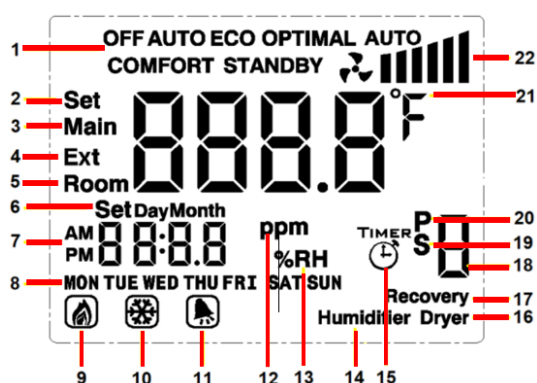 OFF AUTO ECO OPTIMAL AUTO
1 COMFORT STANDBY 22
2 Set 888.8 °F 21
3 Main
4 Ext
5 Room
6 Set Day Month
7 AM 88:8.8 ppm TIMER P 20
PM %RH S 8 19
18
8 MON TUE WED THU FRI SAT SUN
Recovery 17
Humidifier Dryer 16
9 10 11 12 13 14 15